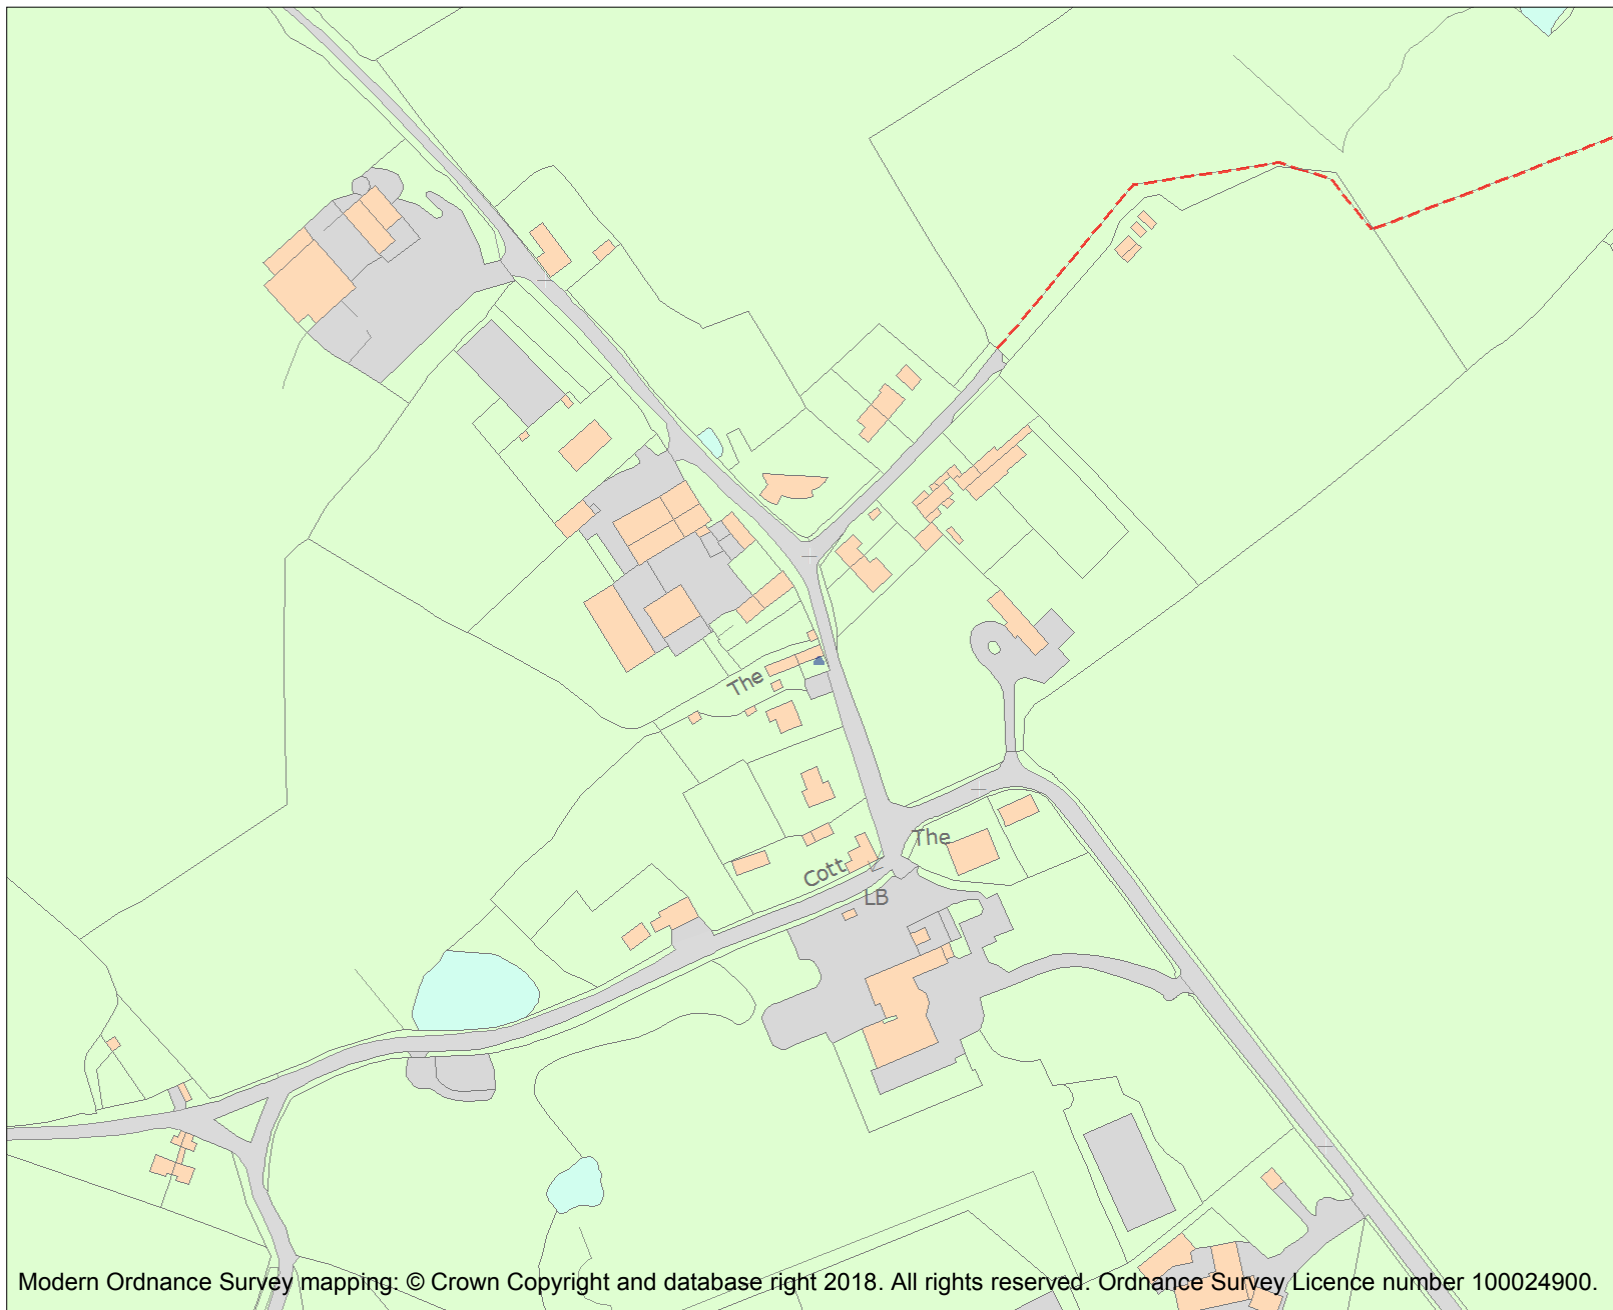 The
The
Cott
LB
Modern Ordnance Survey mapping: © Crown Copyright and database right 2018. All rights reserved. Ordnance Survey Licence number 100024900.